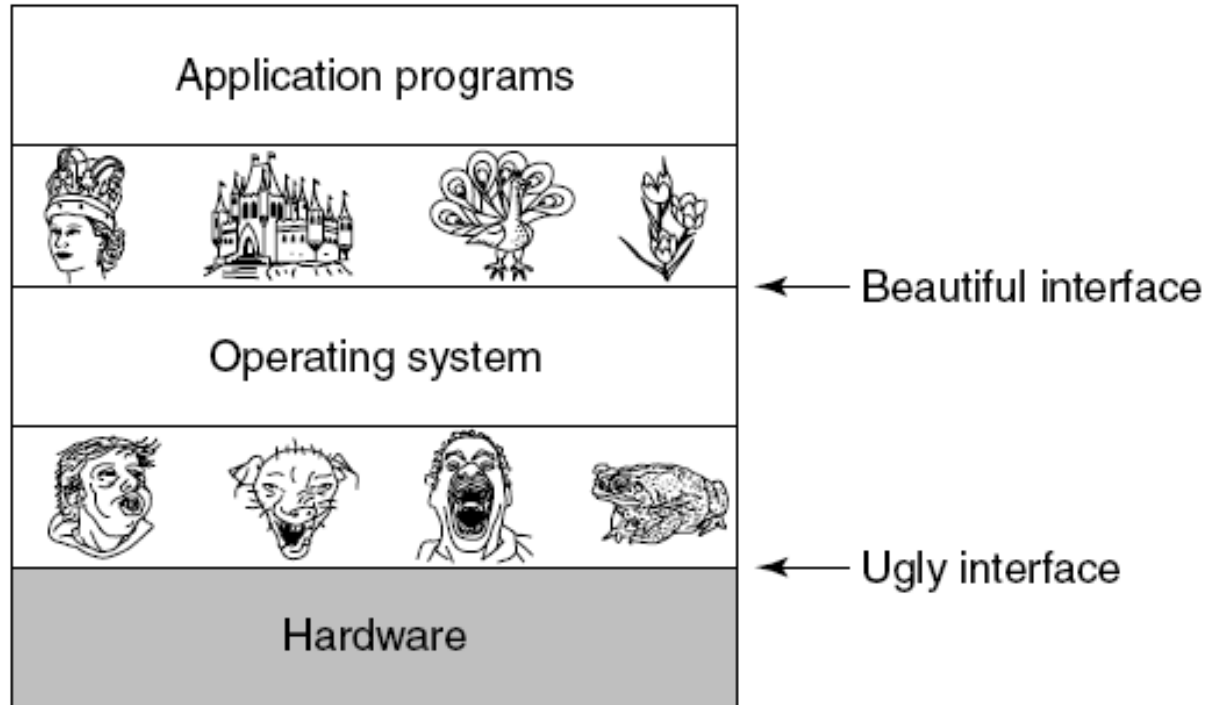 Application programs
Beautiful interface
Operating system
Ugly interface
Hardware